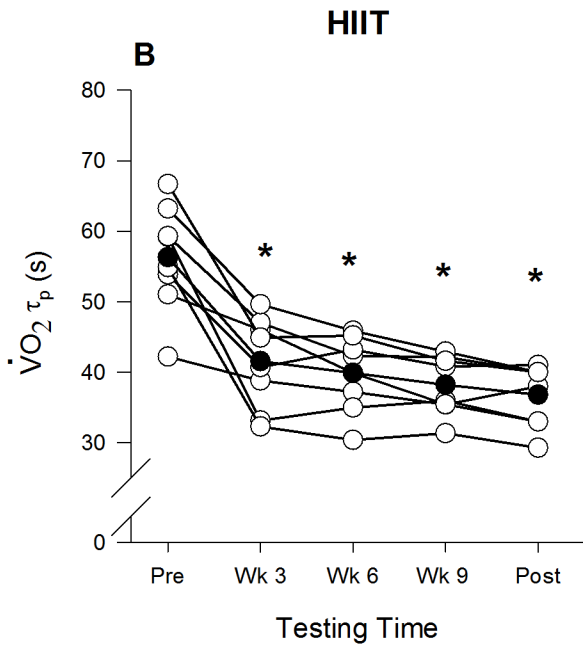 HIIT
B
80
70
60
50
40
30
0
V̇O₂ τₚ (s)
*
*
*
*
Pre Wk 3 Wk 6 Wk 9 Post
Testing Time